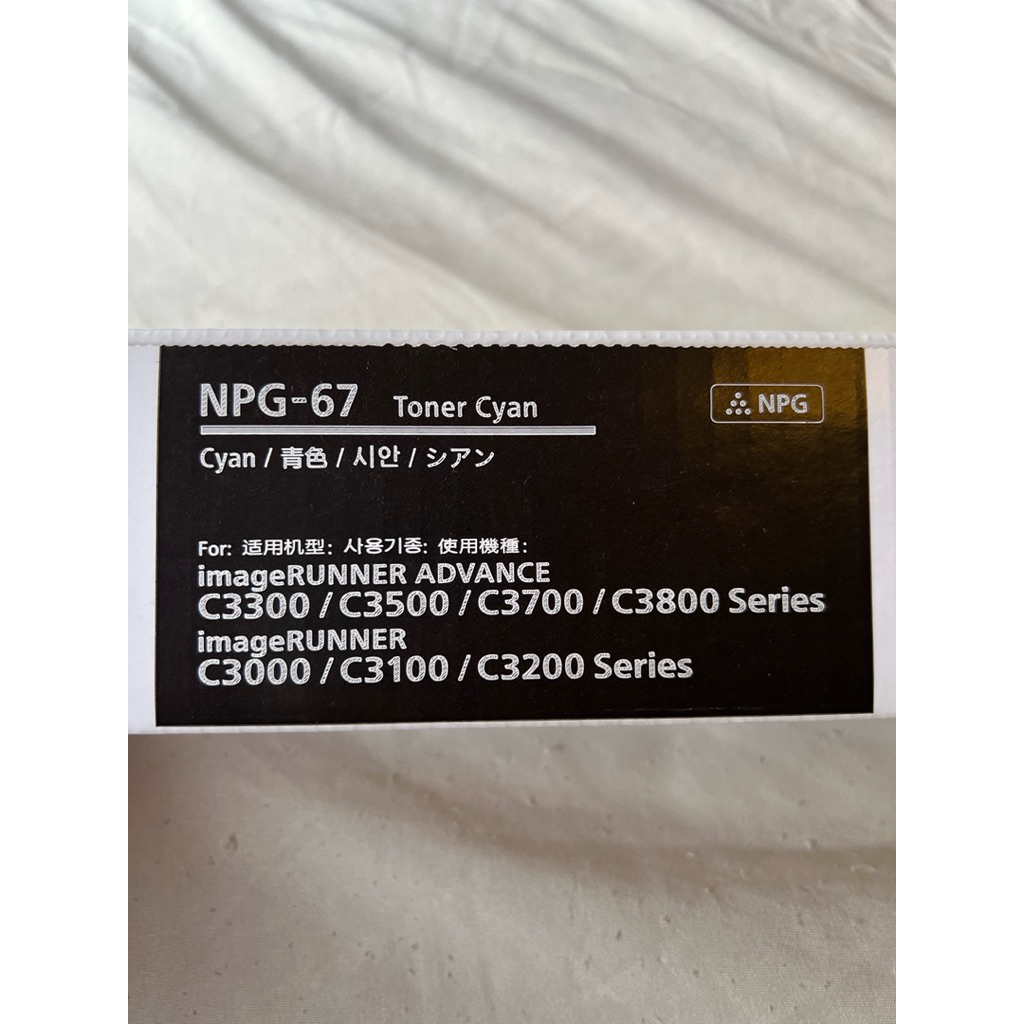 NPG-67 Toner Cyan
NPG
Cyan / 青色 / 시안 / シアン
For: 适用机型: 사용기종: 使用機種:
imageRUNNER ADVANCE
C3300 / C3500 / C3700 / C3800 Series
imageRUNNER
C3000 / C3100 / C3200 Series